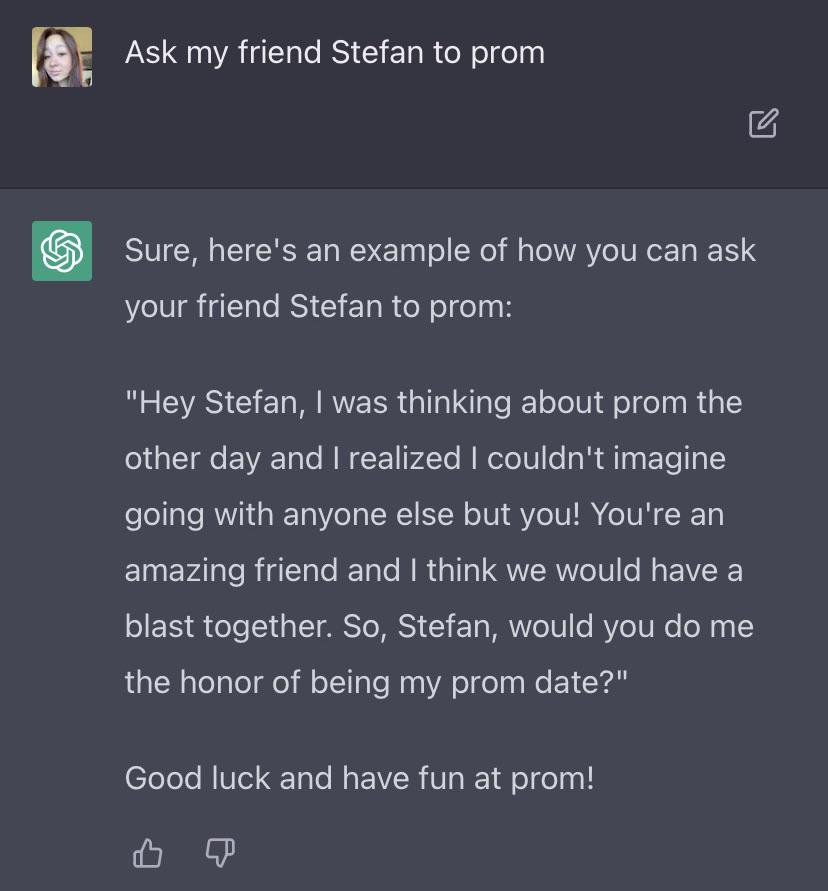 Ask my friend Stefan to prom
Sure, here's an example of how you can ask
your friend Stefan to prom:
"Hey Stefan, I was thinking about prom the
other day and I realized I couldn't imagine
going with anyone else but you! You're an
amazing friend and I think we would have a
blast together. So, Stefan, would you do me
the honor of being my prom date?"
Good luck and have fun at prom!